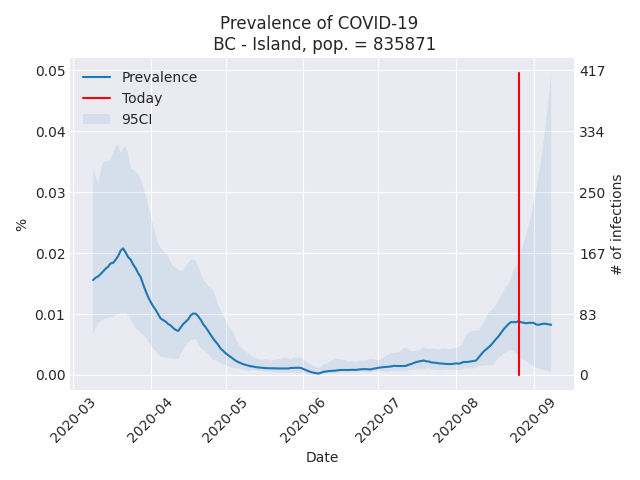 Prevalence of COVID-19
BC - Island, pop. = 835871
Prevalence
Today
95CI
0.05
0.04
0.03
0.02
0.01
0.00
%
417
334
250
167
83
0
# of infections
2020-03
2020-04
2020-05
2020-06
2020-07
2020-08
2020-09
Date